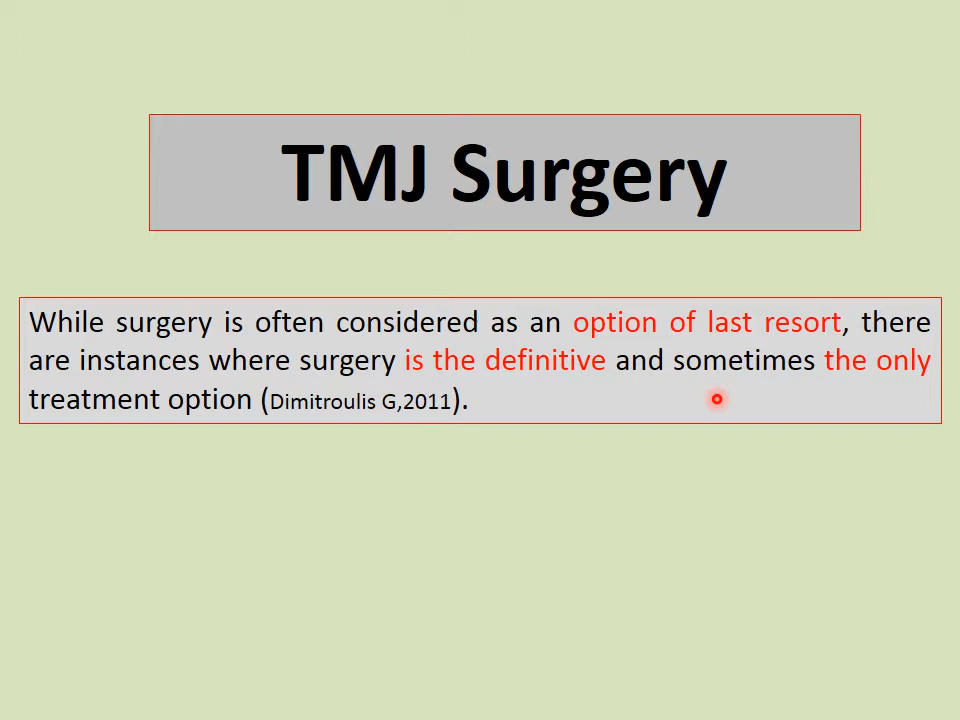 TMJ Surgery
While surgery is often considered as an option of last resort, there
are instances where surgery is the definitive and sometimes the only
treatment option (Dimitroulis G,2011).